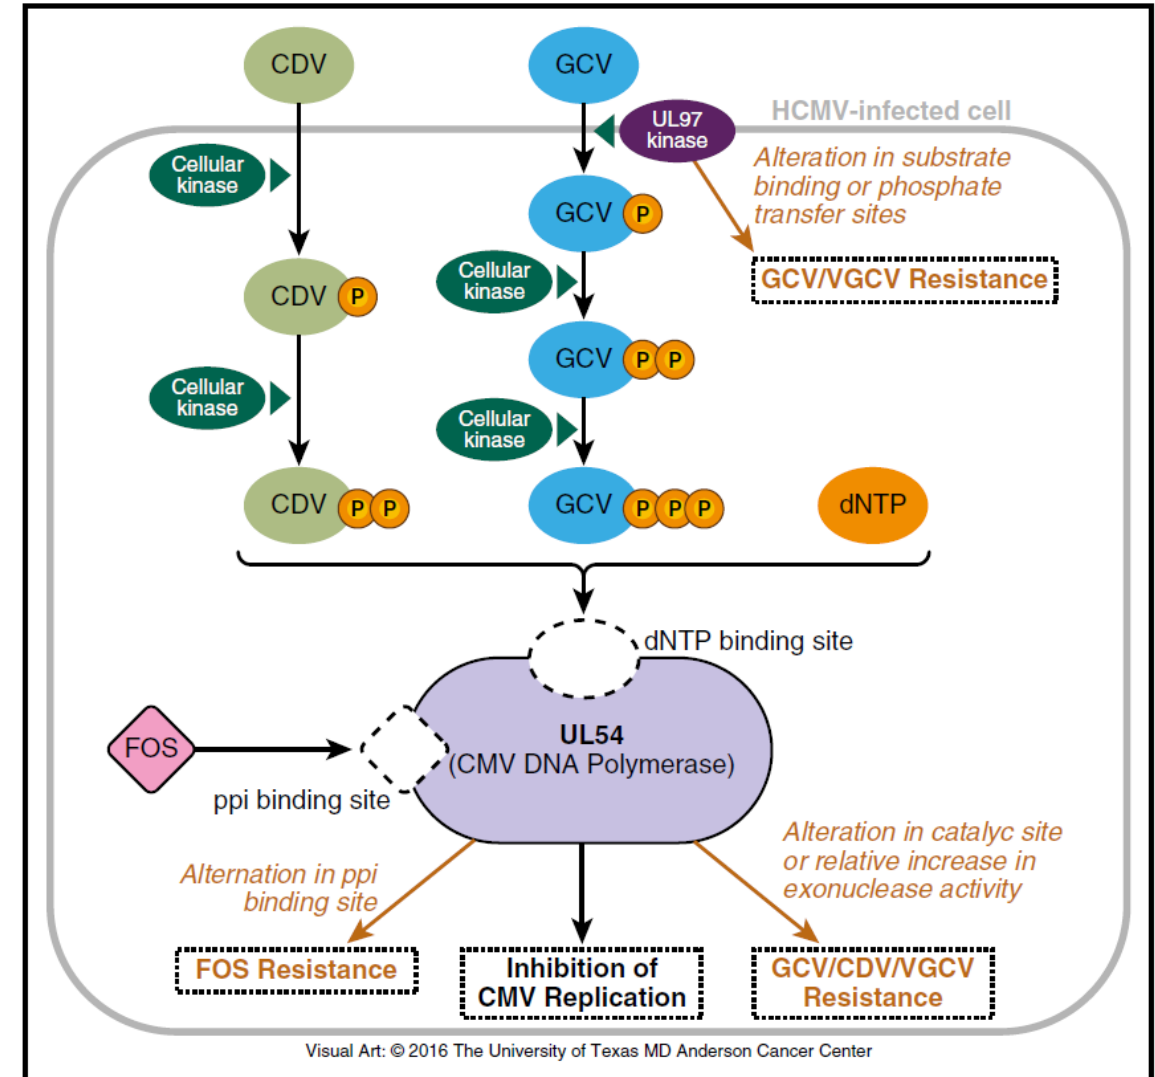 CDV
GCV
HCMV-infected cell
UL97
kinase
Cellular
kinase
Alteration in substrate
binding or phosphate
transfer sites
GCV P
GCV/VGCV Resistance
Cellular
kinase
CDV P
GCV P P
Cellular
kinase
Cellular
kinase
CDV P P
GCV P P P
dNTP
dNTP binding site
UL54
(CMV DNA Polymerase)
FOS
ppi binding site
Alternation in ppi
binding site
Alteration in catalyc site
or relative increase in
exonuclease activity
FOS Resistance
Inhibition of
CMV Replication
GCV/CDV/VGCV
Resistance
Visual Art: © 2016 The University of Texas MD Anderson Cancer Center